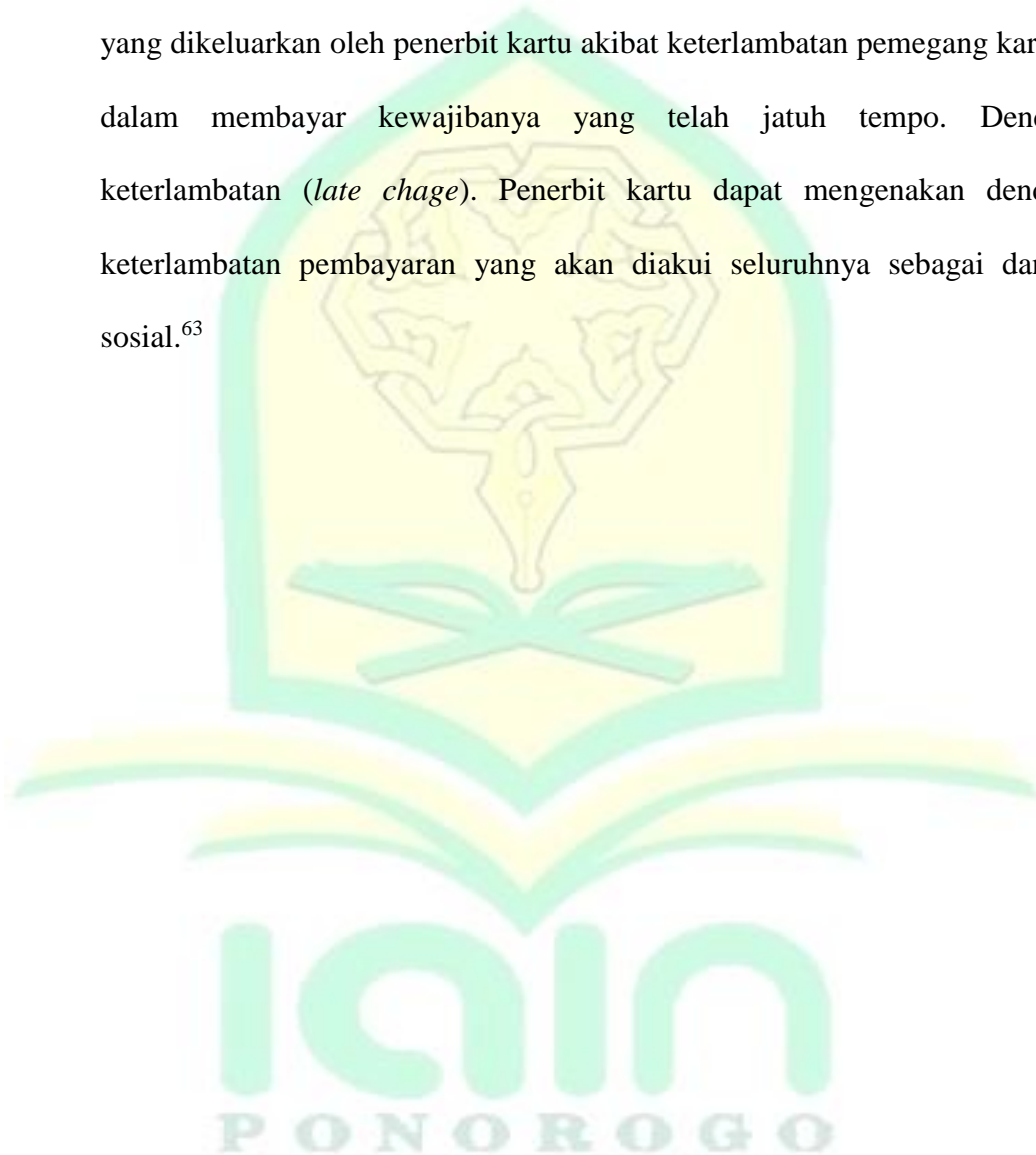 yang dikeluarkan oleh penerbit kartu akibat keterlambatan pemegang kar
dalam membayar kewajibanya yang telah jatuh tempo. Den
keterlambatan (late chage). Penerbit kartu dapat mengenakan den
keterlambatan pembayaran yang akan diakui seluruhnya sebagai dan
sosial.63
iain
PONOROGO